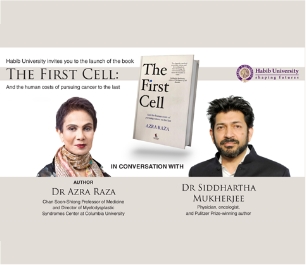 Habib University invites you to the launch of the book
THE FIRST CELL:
And the human costs of pursuing cancer to the last
Habib University
shaping futures
The
First
Cell
AZRA RAZA
IN CONVERSATION WITH
AUTHOR
DR AZRA RAZA
Chan Soon-Shiong Professor of Medicine
and Director of Myelodysplastic
Syndromes Center at Columbia University
DR SIDDHARTHA
MUKHERJEE
Physician, oncologist,
and Pulitzer Prize-winning author